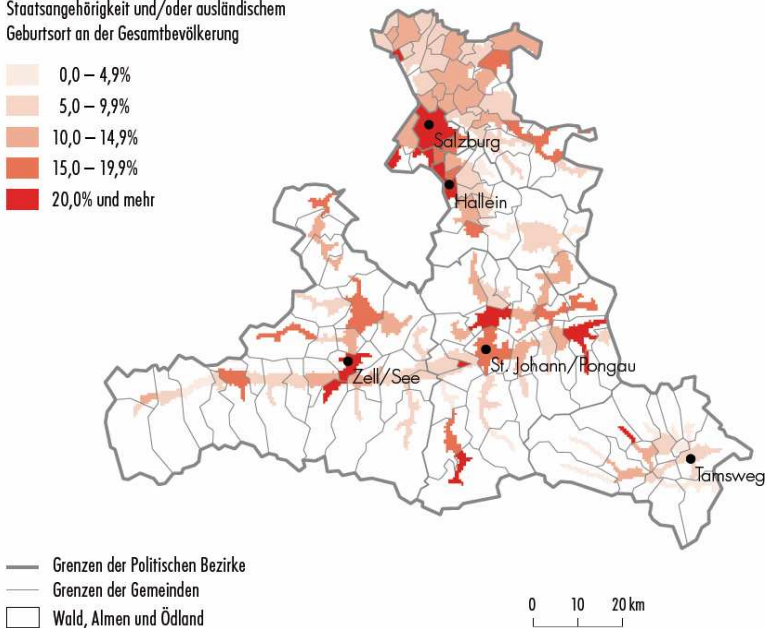 Staatsangehörigkeit und/oder ausländischem
Geburtsort an der Gesamtbevölkerung
0,0 – 4,9%
5,0 – 9,9%
10,0 – 14,9%
15,0 – 19,9%
20,0% und mehr
Salzburg
Hallein
St. Johann/Pongau
Zell/See
Tamsweg
Grenzen der Politischen Bezirke
Grenzen der Gemeinden
Wald, Almen und Ödland
0 10 20 km